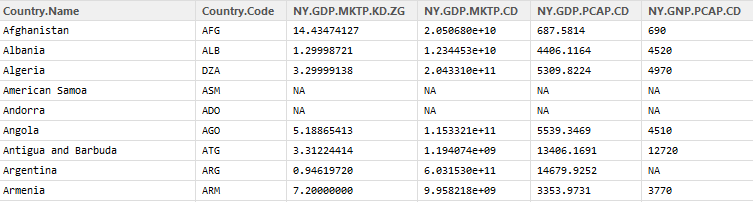 Country.Name Country.Code NY.GDP.MKTP.KD.ZG NY.GDP.MKTP.CD NY.GDP.PCAP.CD NY.GNP.PCAP.CD
Afghanistan AFG 14.43474127 2.050680e+10 687.5814 690
Albania ALB 1.29998721 1.234453e+10 4406.1164 4520
Algeria DZA 3.29999138 2.043310e+11 5309.8224 4970
American Samoa ASM NA NA NA NA
Andorra ADO NA NA NA NA
Angola AGO 5.18865413 1.153321e+11 5539.3469 4510
Antigua and Barbuda ATG 3.31224414 1.194074e+09 13406.1691 12720
Argentina ARG 0.94619720 6.031530e+11 14679.9252 NA
Armenia ARM 7.20000000 9.958218e+09 3353.9731 3770